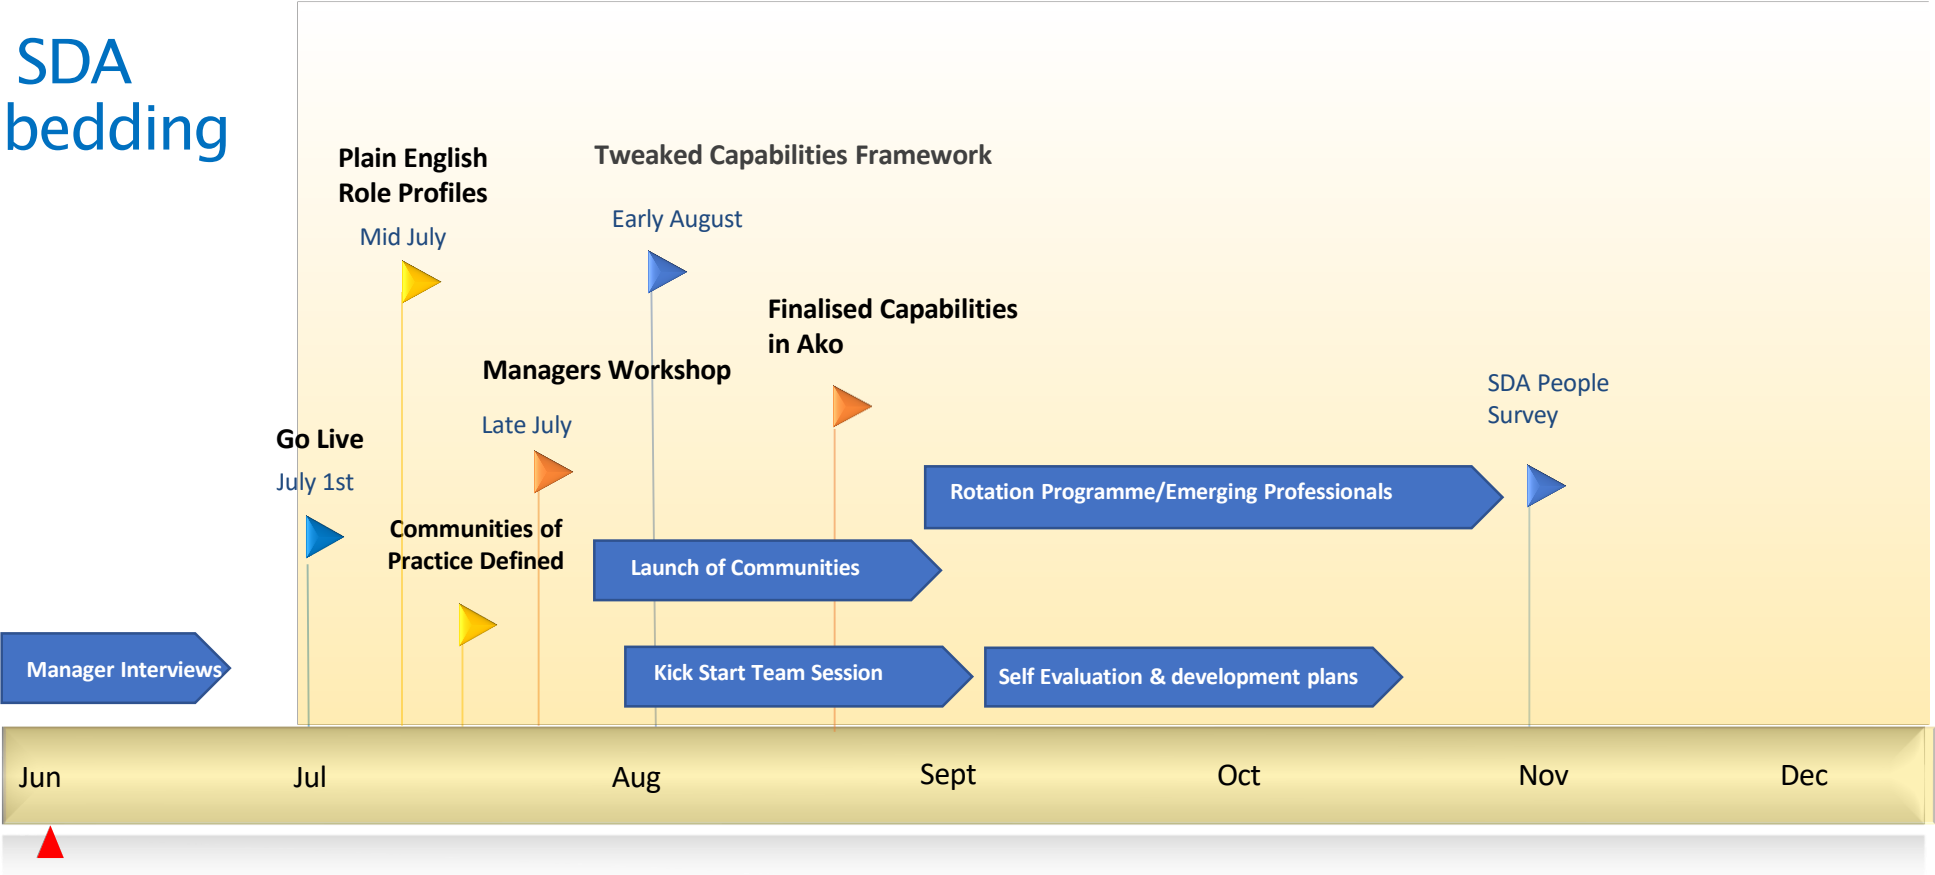 SDA
bedding
Plain English
Role Profiles
Mid July
Tweaked Capabilities Framework
Early August
Finalised Capabilities
in Ako
Managers Workshop
Late July
SDA People
Survey
Go Live
July 1st
Communities of
Practice Defined
Rotation Programme/Emerging Professionals
Launch of Communities
Manager Interviews
Kick Start Team Session
Self Evaluation & development plans
Jun
Jul
Aug
Sept
Oct
Nov
Dec